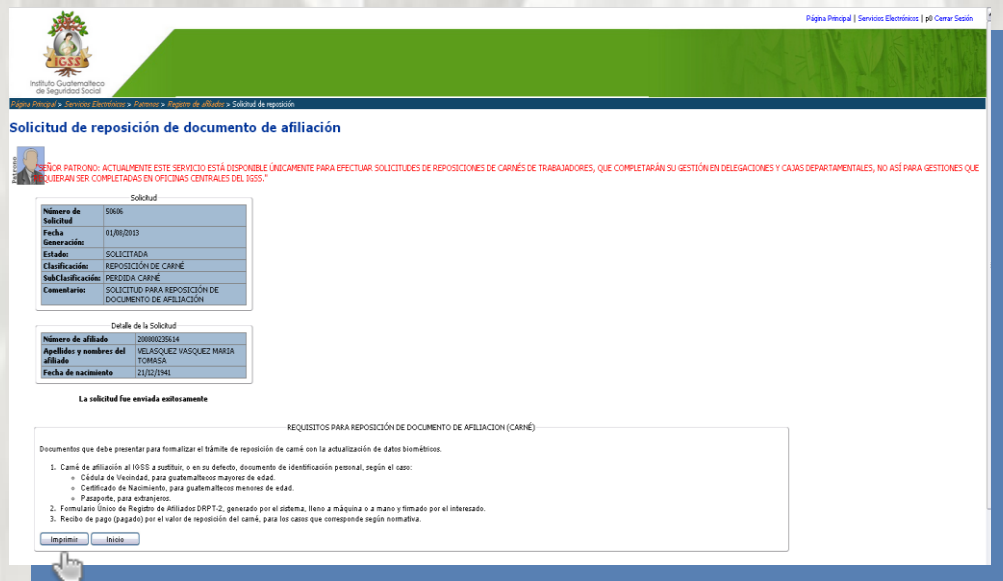 Página Principal | Servicios Electrónicos | p0 Cerrar Sesión
IGSS
Instituto Guatemalteco
de Seguridad Social
Página Principal > Servicios Electrónicos > Patronos > Registro de afiliados > Solicitud de reposición
Solicitud de reposición de documento de afiliación
Patrono
"SEÑOR PATRONO: ACTUALMENTE ESTE SERVICIO ESTÁ DISPONIBLE ÚNICAMENTE PARA EFECTUAR SOLICITUDES DE REPOSICIONES DE CARNÉS DE TRABAJADORES, QUE COMPLETARÁN SU GESTIÓN EN DELEGACIONES Y CAJAS DEPARTAMENTALES, NO ASÍ PARA GESTIONES QUE
REQUIERAN SER COMPLETADAS EN OFICINAS CENTRALES DEL IGSS."
Solicitud
Número de Solicitud 50606
Fecha Generación: 01/08/2013
Estado: SOLICITADA
Clasificación: REPOSICIÓN DE CARNÉ
SubClasificación: PERDIDA CARNÉ
Comentario: SOLICITUD PARA REPOSICIÓN DE
DOCUMENTO DE AFILIACIÓN
Detalle de la Solicitud
Número de afiliado 200800235614
Apellidos y nombres del afiliado VELASQUEZ VASQUEZ MARIA TOMASA
Fecha de nacimiento 21/12/1941
La solicitud fue enviada exitosamente
REQUISITOS PARA REPOSICIÓN DE DOCUMENTO DE AFILIACION (CARNÉ)
Documentos que debe presentar para formalizar el trámite de reposición de carné con la actualización de datos biométricos.
1. Carné de afiliación al IGSS a sustituir, o en su defecto, documento de identificación personal, según el caso:
Cédula de Vecindad, para guatemaltecos mayores de edad.
Certificado de Nacimiento, para guatemaltecos menores de edad.
Pasaporte, para extranjeros.
2. Formulario Único de Registro de Afiliados DRPT-2, generado por el sistema, lleno a máquina o a mano y firmado por el interesado.
3. Recibo de pago (pagado) por el valor de reposición del carné, para los casos que corresponde según normativa.
Imprimir Inicio